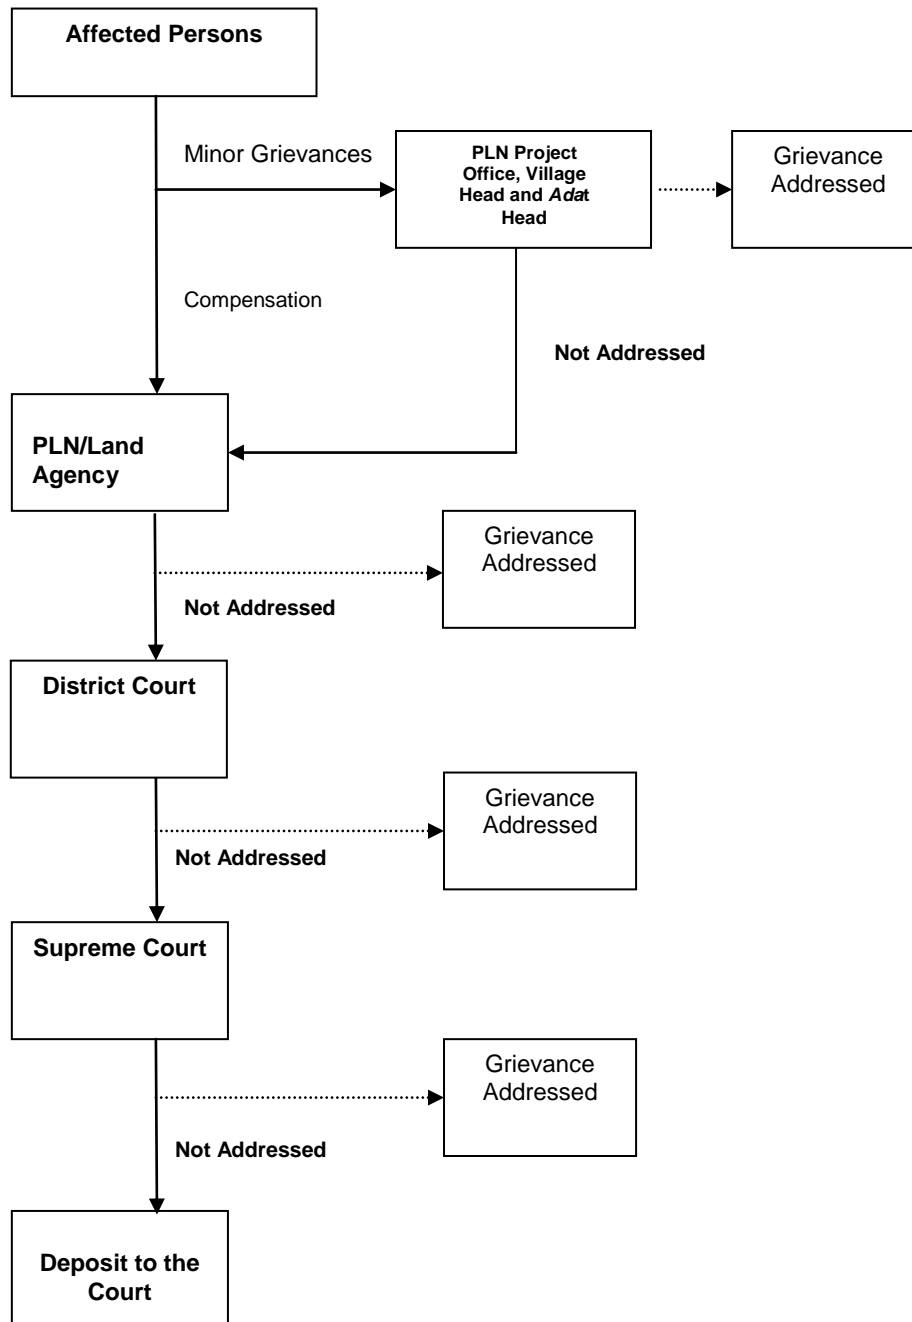 Affected Persons
Minor Grievances
PLN Project
Office, Village
Head and Adat
Head
Grievance
Addressed
Compensation
Not Addressed
PLN/Land
Agency
Grievance
Addressed
Not Addressed
District Court
Grievance
Addressed
Not Addressed
Supreme Court
Grievance
Addressed
Not Addressed
Deposit to the
Court